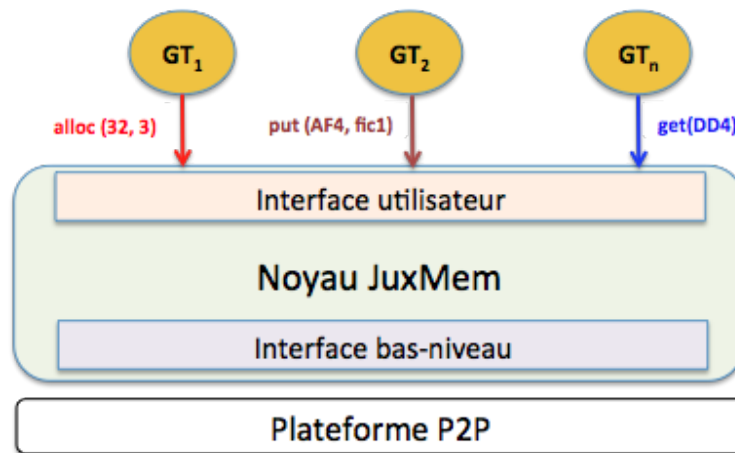 GT1 GT2 GTn
alloc (32, 3) put (AF4, fic1) get(DD4)
Interface utilisateur
Noyau JuxMem
Interface bas-niveau
Plateforme P2P